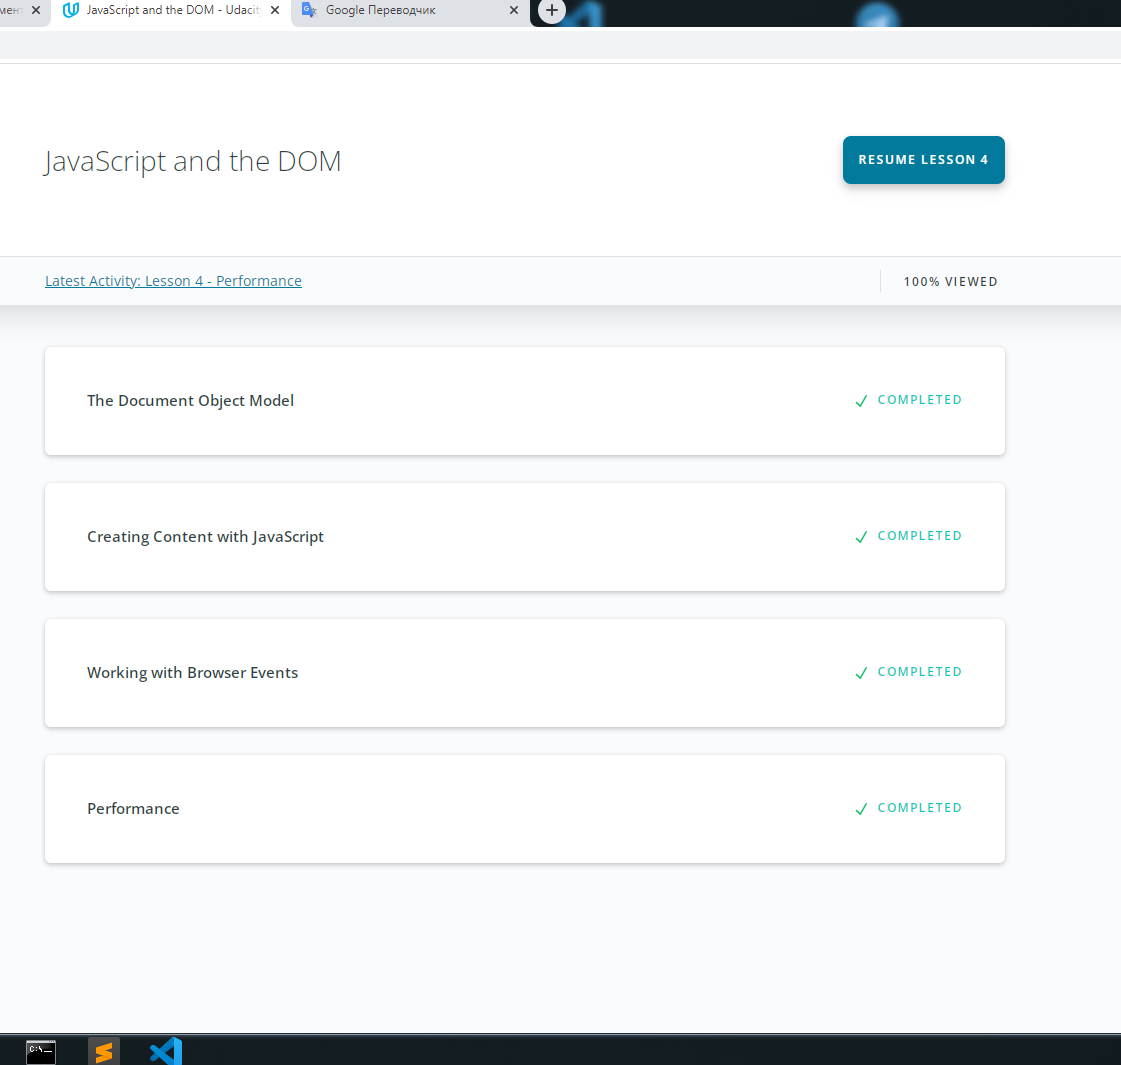 мент
JavaScript and the DOM - Udacit
Google Переводчик
JavaScript and the DOM
RESUME LESSON 4
Latest Activity: Lesson 4 - Performance
100% VIEWED
The Document Object Model
COMPLETED
Creating Content with JavaScript
COMPLETED
Working with Browser Events
COMPLETED
Performance
COMPLETED
C:\_